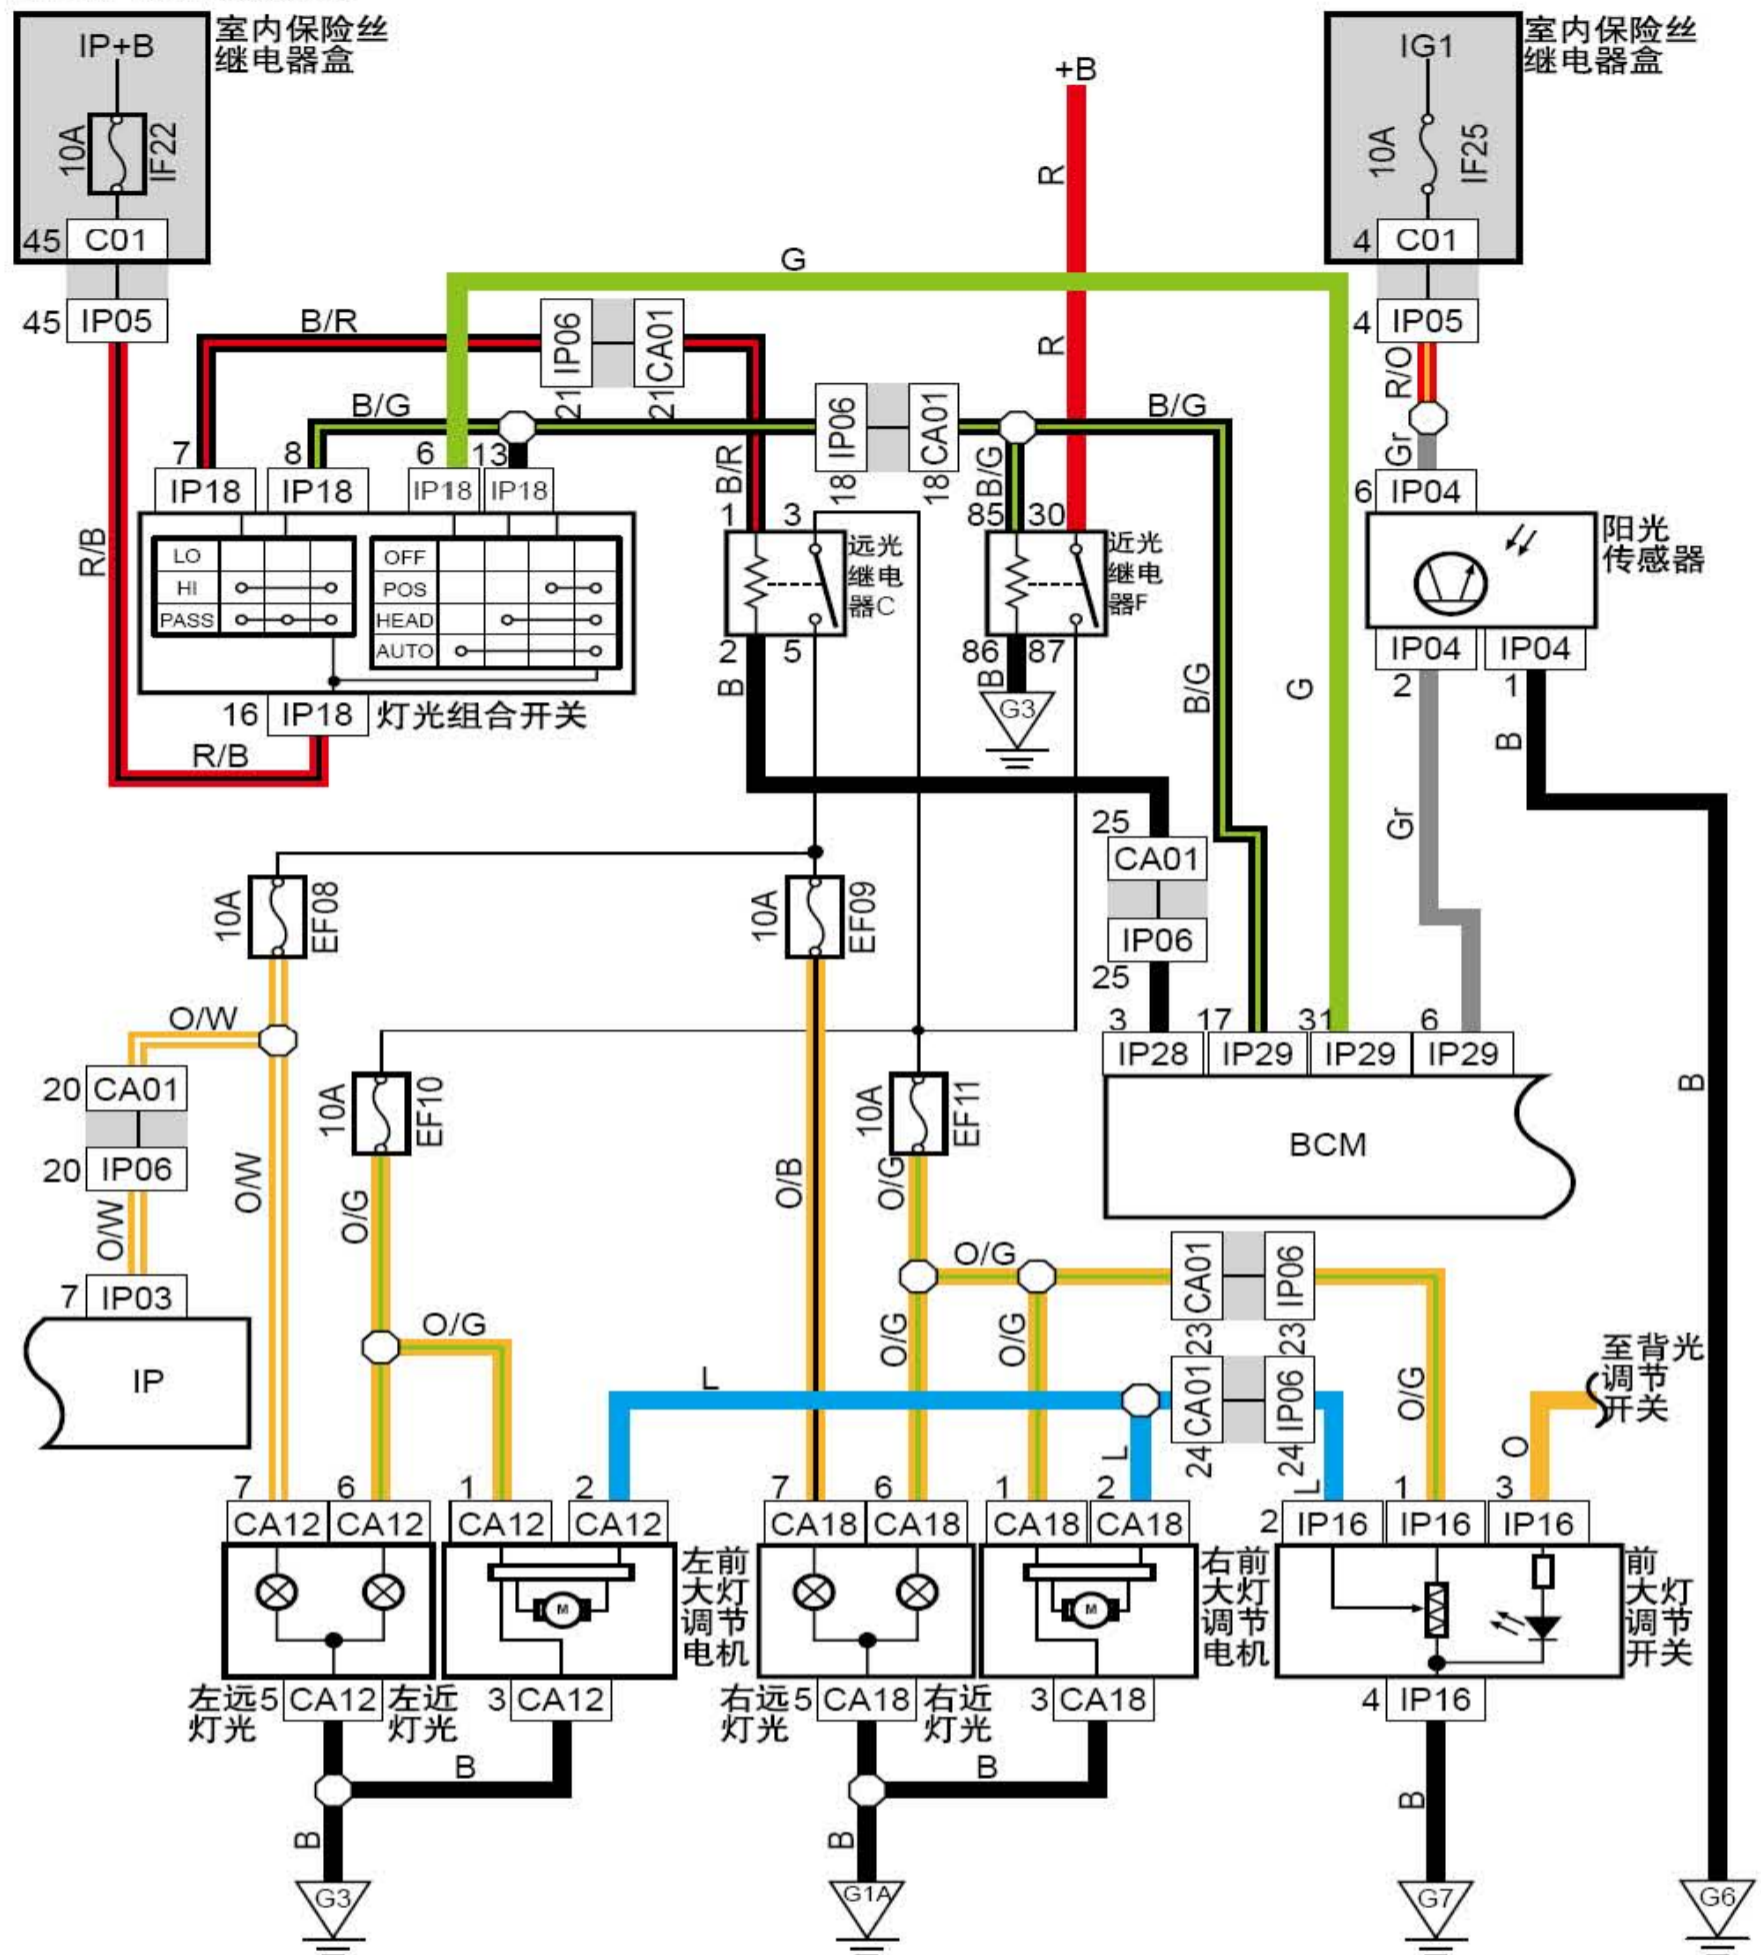 IP+B
室内保险丝
继电器盒
10A
IF22
45
C01
45
IP05
+B
R
R
IG1
室内保险丝
继电器盒
10A
IF25
4
C01
4
IP05
R/O
Gr
6
IP04
阳光
传感器
IP04
IP04
2
1
B
Gr
B
G
B/R
IP06
CA01
21
21
B/G
IP06
CA01
18
18
B/G
7
8
6
13
IP18
IP18
IP18
IP18
LO
HI
PASS
OFF
POS
HEAD
AUTO
16
IP18
灯光组合开关
R/B
R/B
B/R
1
3
远光
继电
器C
2
5
B
B/G
85
30
近光
继电
器F
86
87
B
G3
B/G
G
25
CA01
IP06
25
3
17
31
6
IP28
IP29
IP29
IP29
BCM
10A
EF08
10A
EF09
O/W
20
CA01
20
IP06
O/W
O/W
7
IP03
IP
10A
EF10
O/G
O/G
O/B
10A
EF11
O/G
O/G
O/G
O/G
CA01
IP06
23
23
L
L
CA01
IP06
24
24
L
O/G
O
至背光
调节
开关
7
6
1
2
CA12
CA12
CA12
CA12
M
左前
大灯
调节
电机
左远
灯光
5
CA12
左近
灯光
3
CA12
B
B
G3
7
6
1
2
CA18
CA18
CA18
CA18
M
右前
大灯
调节
电机
右远
灯光
5
CA18
右近
灯光
3
CA18
B
B
G1A
2
1
3
IP16
IP16
IP16
前
大灯
调节
开关
4
IP16
B
G7
G6